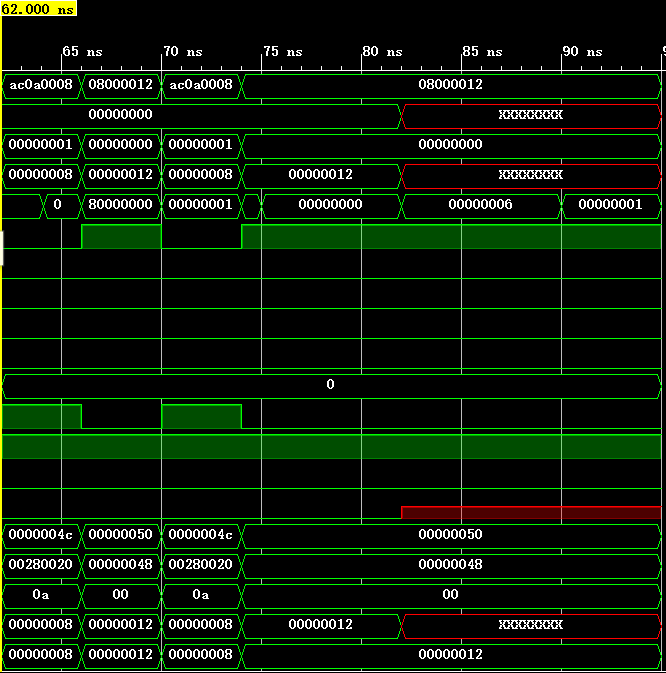 62.000 ns
65 ns 70 ns 75 ns 80 ns 85 ns 90 ns 9
ac0a0008 08000012 ac0a0008 08000012
00000000 XXXXXXXX
00000001 00000000 00000001 00000000
00000008 00000012 00000008 00000012 XXXXXXXX
0 80000000 00000001 00000000 00000006 00000001
0
0000004c 00000050 0000004c 00000050
00280020 00000048 00280020 00000048
0a 00 0a 00
00000008 00000012 00000008 00000012 XXXXXXXX
00000008 00000012 00000008 00000012